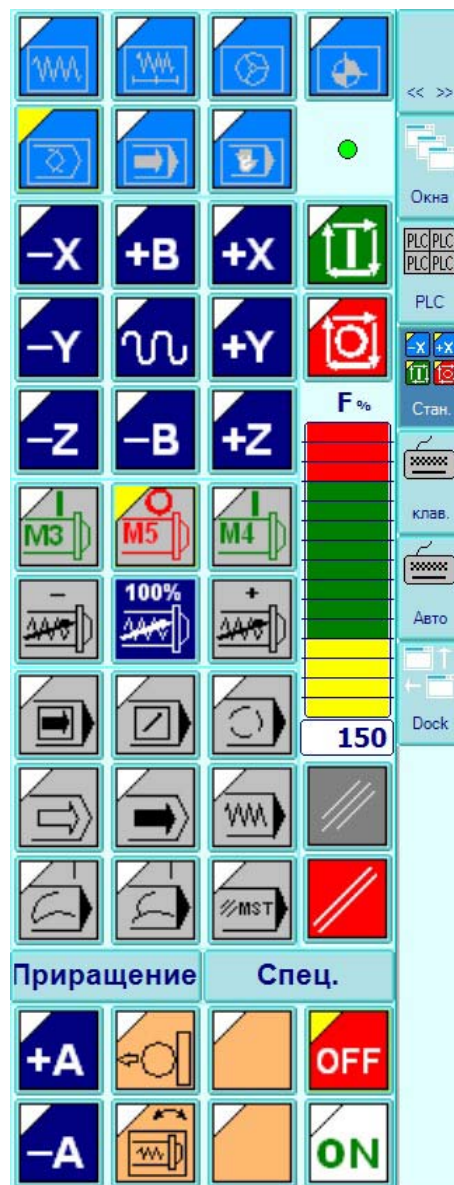 << >>
Окна
-X
+B
+X
PLC PLC
PLC PLC
PLC
-Y
+Y
-X +X
Стан.
F %
-Z
-B
+Z
клав.
M3
M5
M4
-
100%
+
Авто
Dock
150
//MST
Приращение
Спец.
+A
OFF
-A
ON